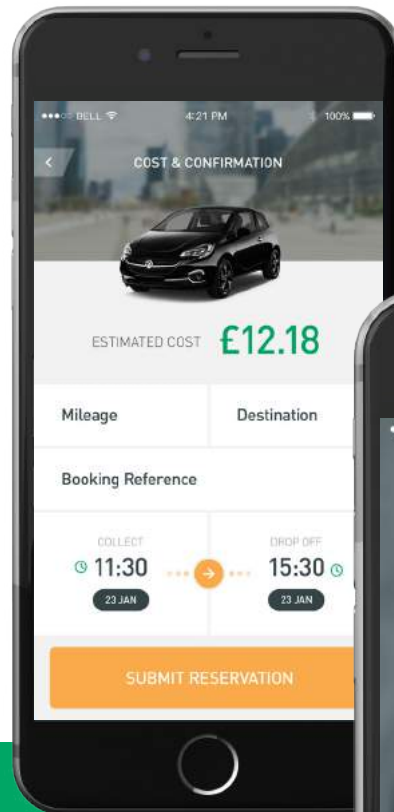 BELL 4:21 PM 100%
COST & CONFIRMATION
ESTIMATED COST £12.18
Mileage Destination
Booking Reference
COLLECT DROP OFF
11:30 15:30
23 JAN 23 JAN
SUBMIT RESERVATION